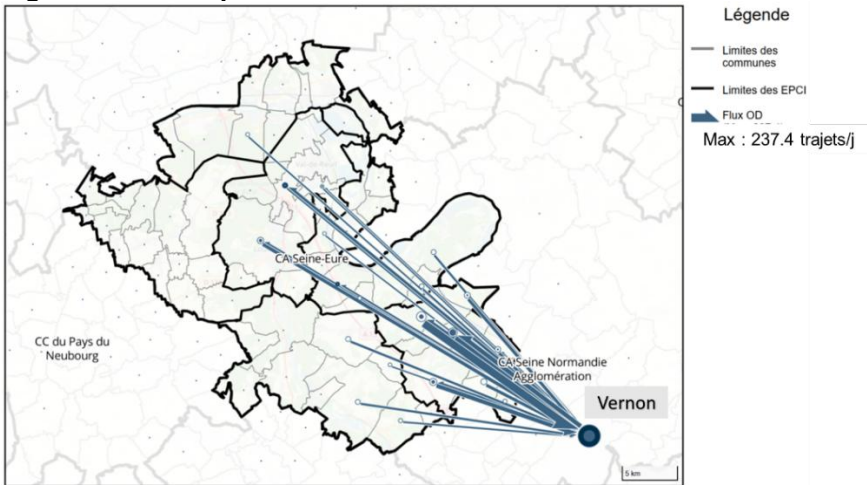 Légende
Limites des
communes
Limites des EPCI
Flux OD
Max : 237.4 trajets/j
CA Seine-Eure
CC du Pays du
Neubourg
CA Seine Normandie
Agglomération
Vernon
5 km